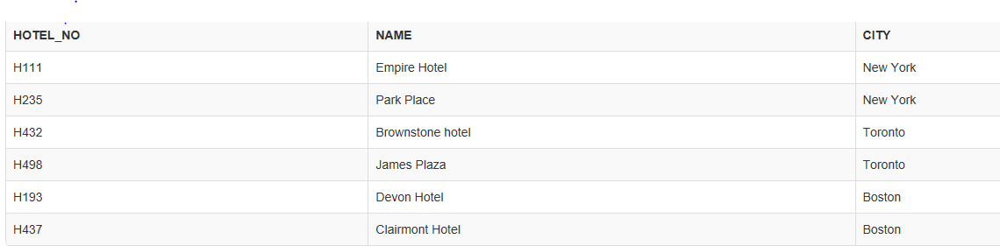 HOTEL_NO NAME CITY
H111 Empire Hotel New York
H235 Park Place New York
H432 Brownstone hotel Toronto
H498 James Plaza Toronto
H193 Devon Hotel Boston
H437 Clairmont Hotel Boston